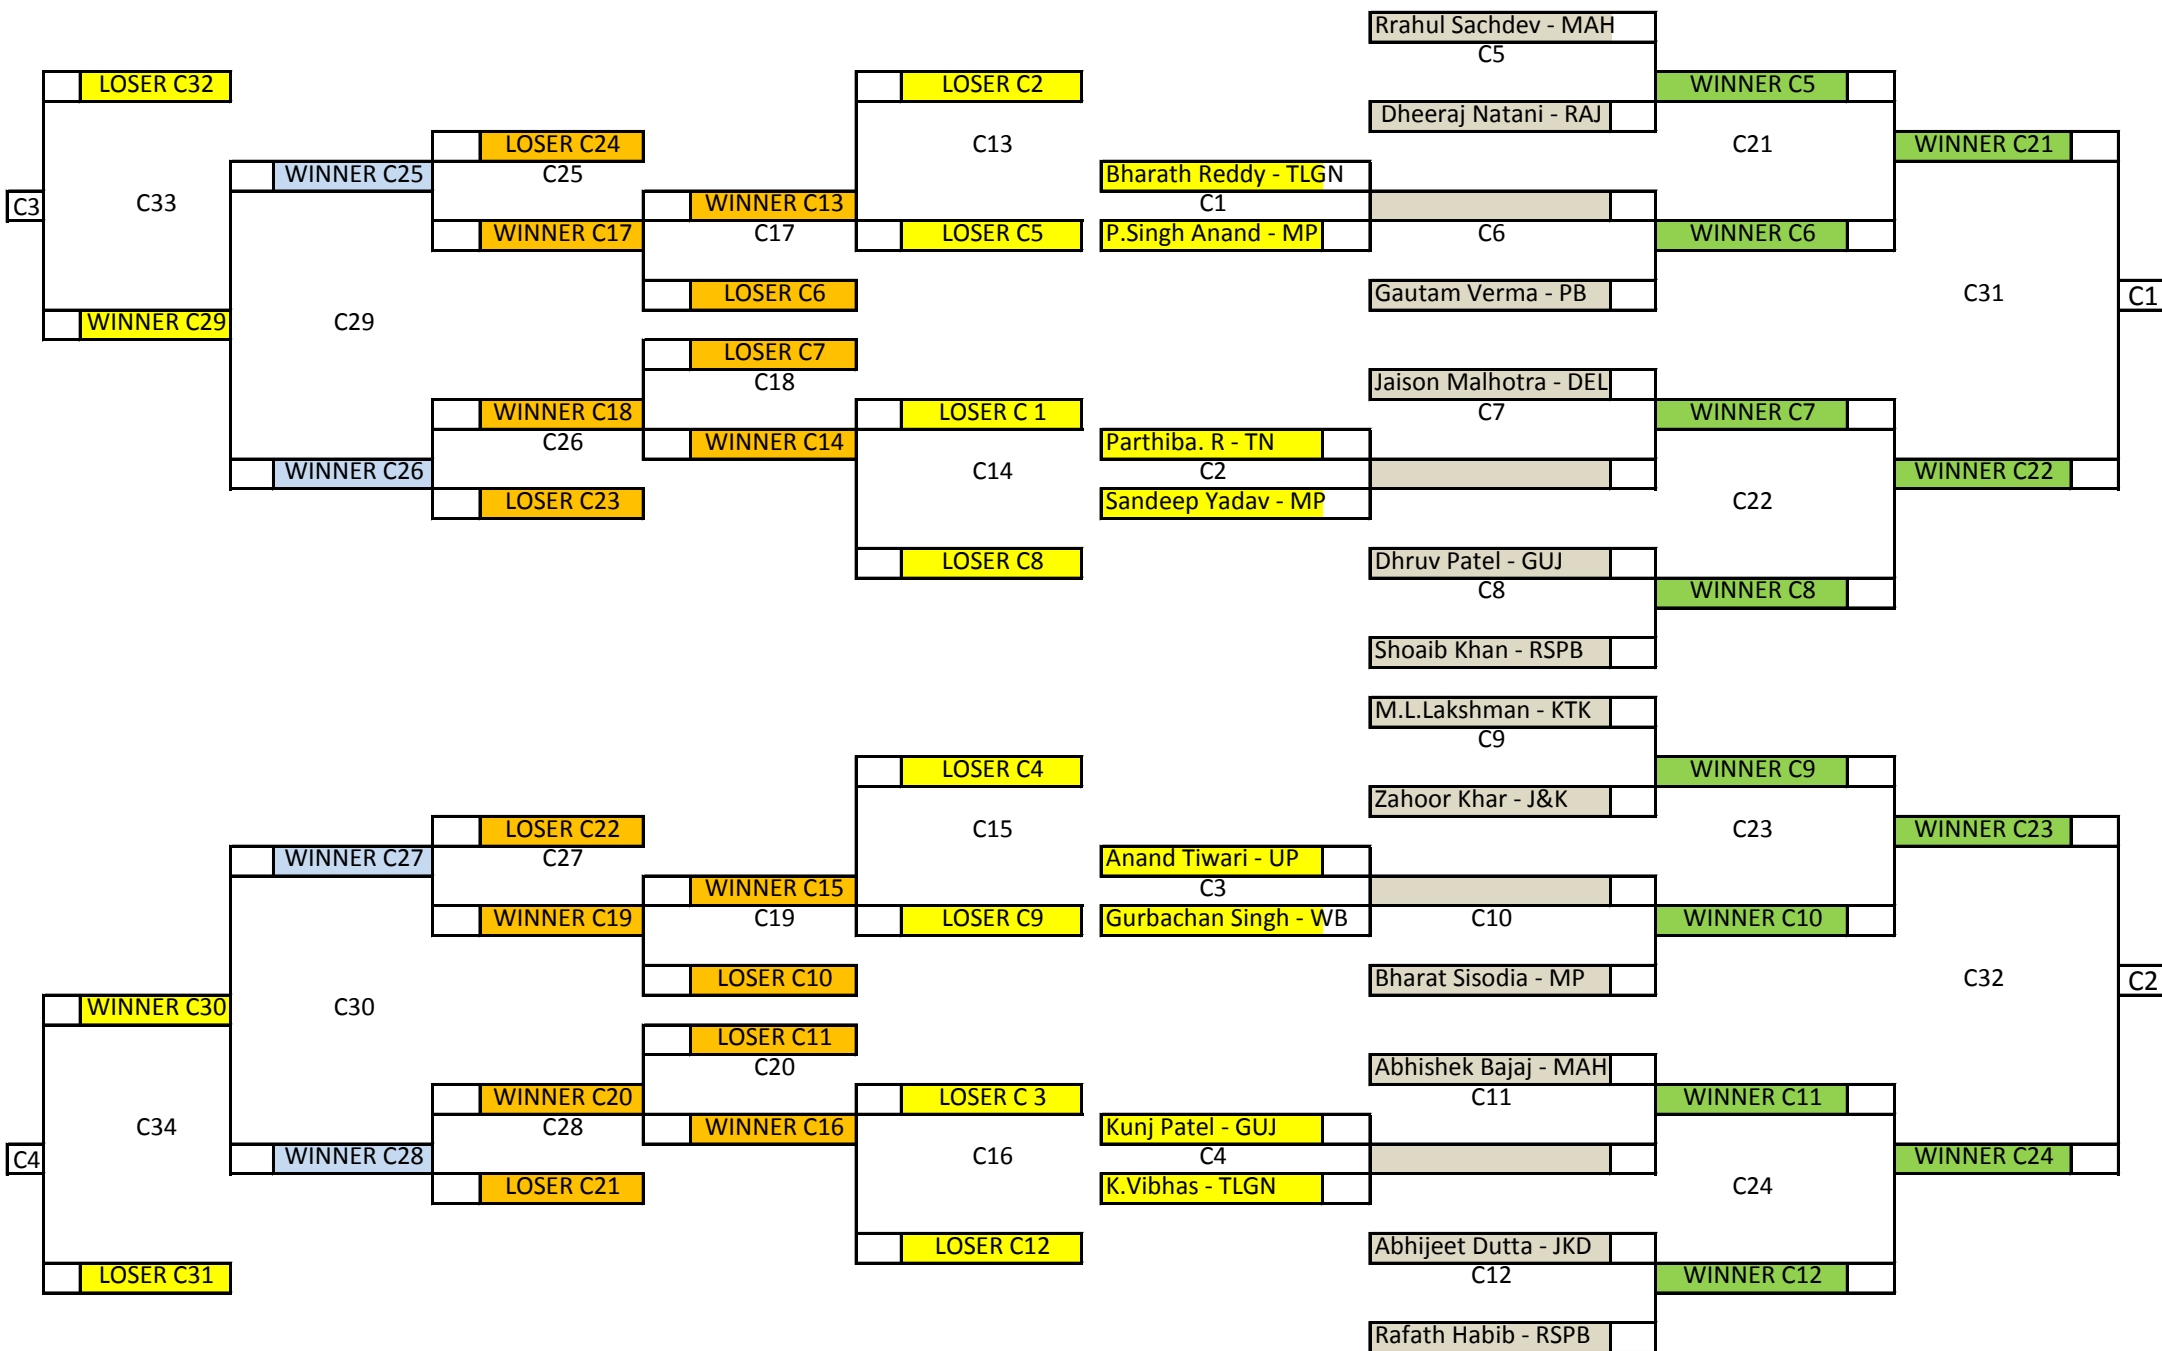 Rrahul Sachdev - MAH
C5
LOSER C32 LOSER C2 WINNER C5
Dheeraj Natani - RAJ
LOSER C24 C13 C21 WINNER C21
WINNER C25 C25 Bharath Reddy - TLGN
C3 C33 WINNER C13 C1
WINNER C17 C17 LOSER C5 P.Singh Anand - MP C6 WINNER C6
LOSER C6 Gautam Verma - PB C31 C1
WINNER C29 C29
LOSER C7
C18 Jaison Malhotra - DEL
WINNER C18 LOSER C 1 C7 WINNER C7
C26 WINNER C14 Parthiba. R - TN
WINNER C26 C14 C2 WINNER C22
LOSER C23 Sandeep Yadav - MP C22
LOSER C8 Dhruv Patel - GUJ
C8 WINNER C8
Shoaib Khan - RSPB
M.L.Lakshman - KTK
C9
LOSER C4 WINNER C9
Zahoor Khar - J&K
LOSER C22 C15 C23 WINNER C23
WINNER C27 C27 Anand Tiwari - UP
WINNER C15 C3
WINNER C19 C19 LOSER C9 Gurbachan Singh - WB C10 WINNER C10
LOSER C10 Bharat Sisodia - MP C32 C2
WINNER C30 C30
LOSER C11
C20 Abhishek Bajaj - MAH
WINNER C20 LOSER C 3 C11 WINNER C11
C34 C28 WINNER C16 Kunj Patel - GUJ
C4 WINNER C28 C16 C4 WINNER C24
LOSER C21 K.Vibhas - TLGN C24
LOSER C12 Abhijeet Dutta - JKD
LOSER C31 C12 WINNER C12
Rafath Habib - RSPB